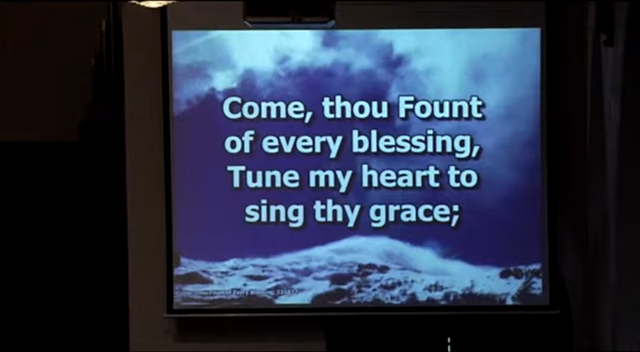 Come, thou Fount
of every blessing,
Tune my heart to
sing thy grace;